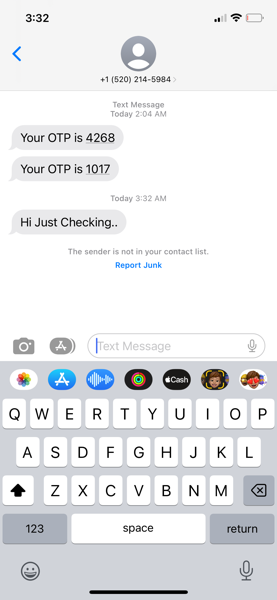 3:32
+1 (520) 214-5984
Text Message
Today 2:04 AM
Your OTP is 4268
Your OTP is 1017
Today 3:32 AM
Hi Just Checking..
The sender is not in your contact list.
Report Junk
Text Message
Cash
Q W E R T Y U I O P
A S D F G H J K L
Z X C V B N M
123 space return